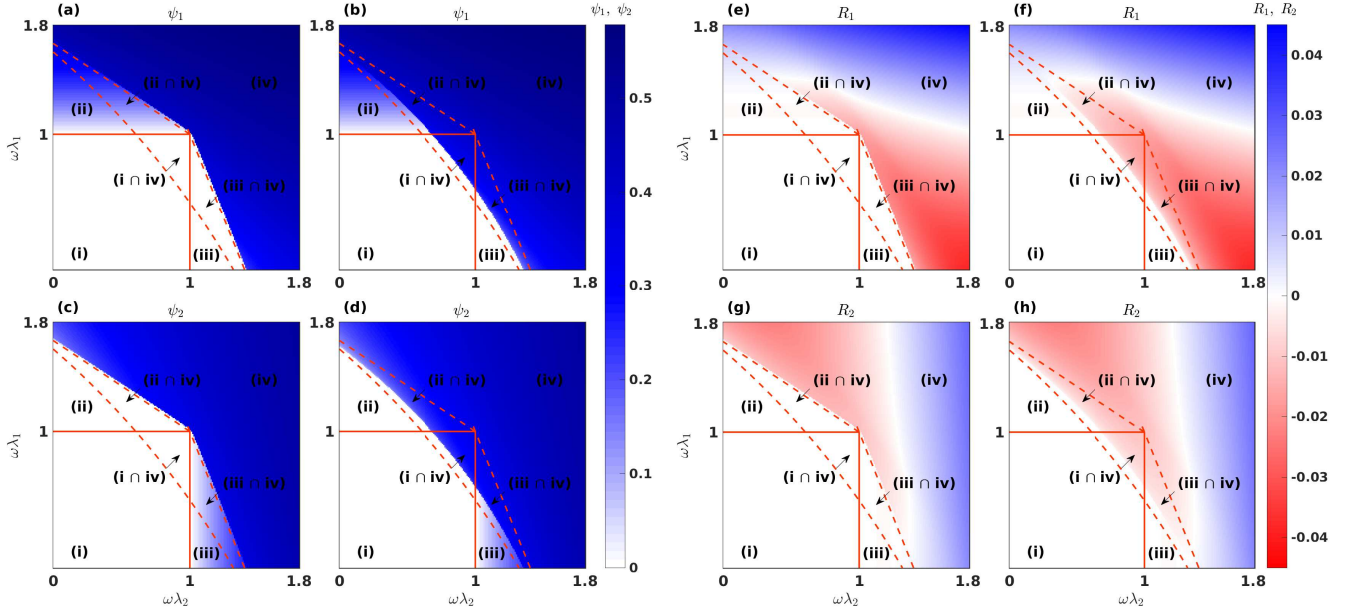 (a) ψ1 (b) ψ1 ψ1, ψ2 (e) R1 (f) R1 R1, R2
1.8 1.8 0.04
(ii ∩ iv) (iv) (ii ∩ iv) (iv) (ii ∩ iv) (iv) (ii ∩ iv) (iv)
(ii) (ii) 0.5 (ii) (ii) 0.03
ωλ1 1 1 ωλ1 1 1
(i ∩ iv) (iii ∩ iv) (i ∩ iv) (iii ∩ iv) 0.4 (i ∩ iv) (iii ∩ iv) (i ∩ iv) (iii ∩ iv) 0.02
(i) (iii) (i) (iii) (i) (iii) (i) (iii) 0.01
0 1 1.8 0 1 1.8 0.3 0 1 1.8 0 1 1.8 0
(c) ψ2 (d) ψ2 (g) R2 (h) R2
1.8 1.8 -0.01
(ii ∩ iv) (iv) (ii ∩ iv) (iv) 0.2 (ii ∩ iv) (iv) (ii ∩ iv) (iv)
(ii) (ii) (ii) (ii) -0.02
ωλ1 1 1 ωλ1 1 1
(i ∩ iv) (iii ∩ iv) (i ∩ iv) (iii ∩ iv) 0.1 (i ∩ iv) (iii ∩ iv) (i ∩ iv) (iii ∩ iv) -0.03
(i) (iii) (i) (iii) 0 (i) (iii) (i) (iii) -0.04
0 1 1.8 0 1 1.8 0 1 1.8 0 1 1.8
ωλ2 ωλ2 ωλ2 ωλ2